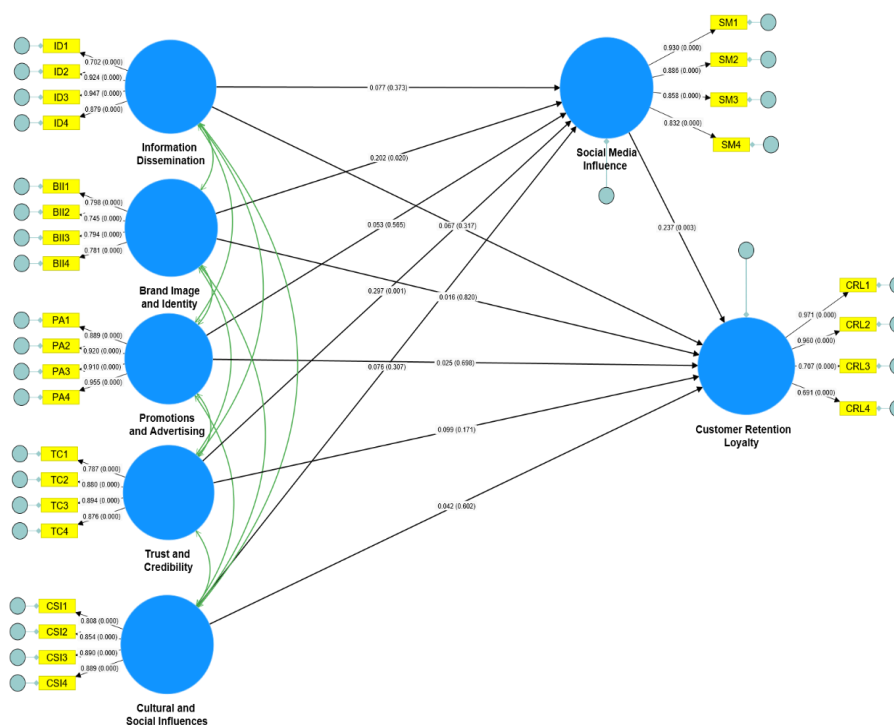 ID1
ID2
ID3
ID4
0.702 (0.000)
0.924 (0.000)
0.947 (0.000)
0.879 (0.000)
Information
Dissemination
BII1
BII2
BII3
BII4
0.798 (0.000)
0.745 (0.000)
0.794 (0.000)
0.781 (0.000)
Brand Image
and Identity
PA1
PA2
PA3
PA4
0.889 (0.000)
0.920 (0.000)
0.910 (0.000)
0.955 (0.000)
Promotions
and Advertising
TC1
TC2
TC3
TC4
0.787 (0.000)
0.880 (0.000)
0.894 (0.000)
0.876 (0.000)
Trust and
Credibility
CSI1
CSI2
CSI3
CSI4
0.808 (0.000)
0.854 (0.000)
0.890 (0.000)
0.889 (0.000)
Cultural and
Social Influences
0.077 (0.373)
0.202 (0.020)
0.053 (0.565)
0.067 (0.317)
0.297 (0.001)
0.016 (0.820)
0.076 (0.307)
0.025 (0.698)
0.099 (0.171)
0.042 (0.602)
0.237 (0.003)
Social Media
Influence
SM1
SM2
SM3
SM4
0.930 (0.000)
0.886 (0.000)
0.858 (0.000)
0.832 (0.000)
Customer Retention
Loyalty
CRL1
CRL2
CRL3
CRL4
0.971 (0.000)
0.960 (0.000)
0.707 (0.000)
0.691 (0.000)